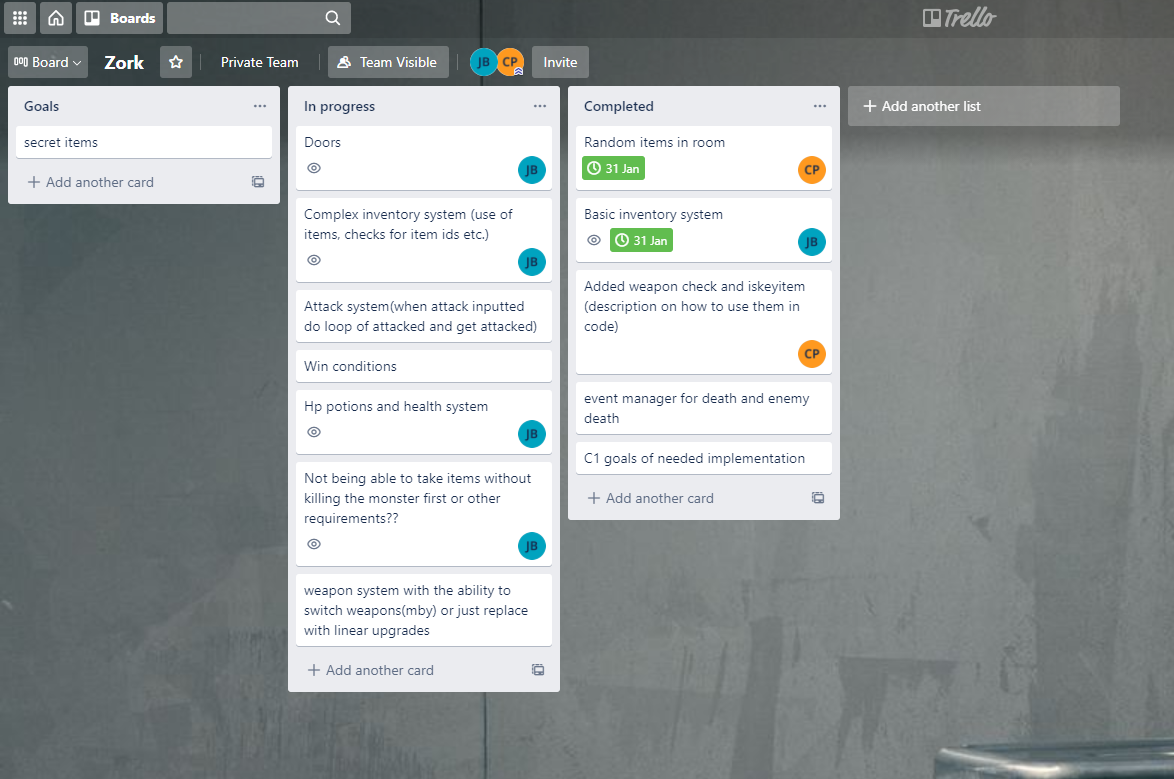 Boards
Trello
Board
Zork
Private Team
Team Visible
JB
CP
Invite
Goals
secret items
Add another card
In progress
Doors
JB
Complex inventory system (use of
items, checks for item ids etc.)
JB
Attack system(when attack inputted
do loop of attacked and get attacked)
Win conditions
Hp potions and health system
JB
Not being able to take items without
killing the monster first or other
requirements??
JB
weapon system with the ability to
switch weapons(mby) or just replace
with linear upgrades
Add another card
Completed
Random items in room
31 Jan
CP
Basic inventory system
31 Jan
JB
Added weapon check and iskeyitem
(description on how to use them in
code)
CP
event manager for death and enemy
death
C1 goals of needed implementation
Add another card
Add another list